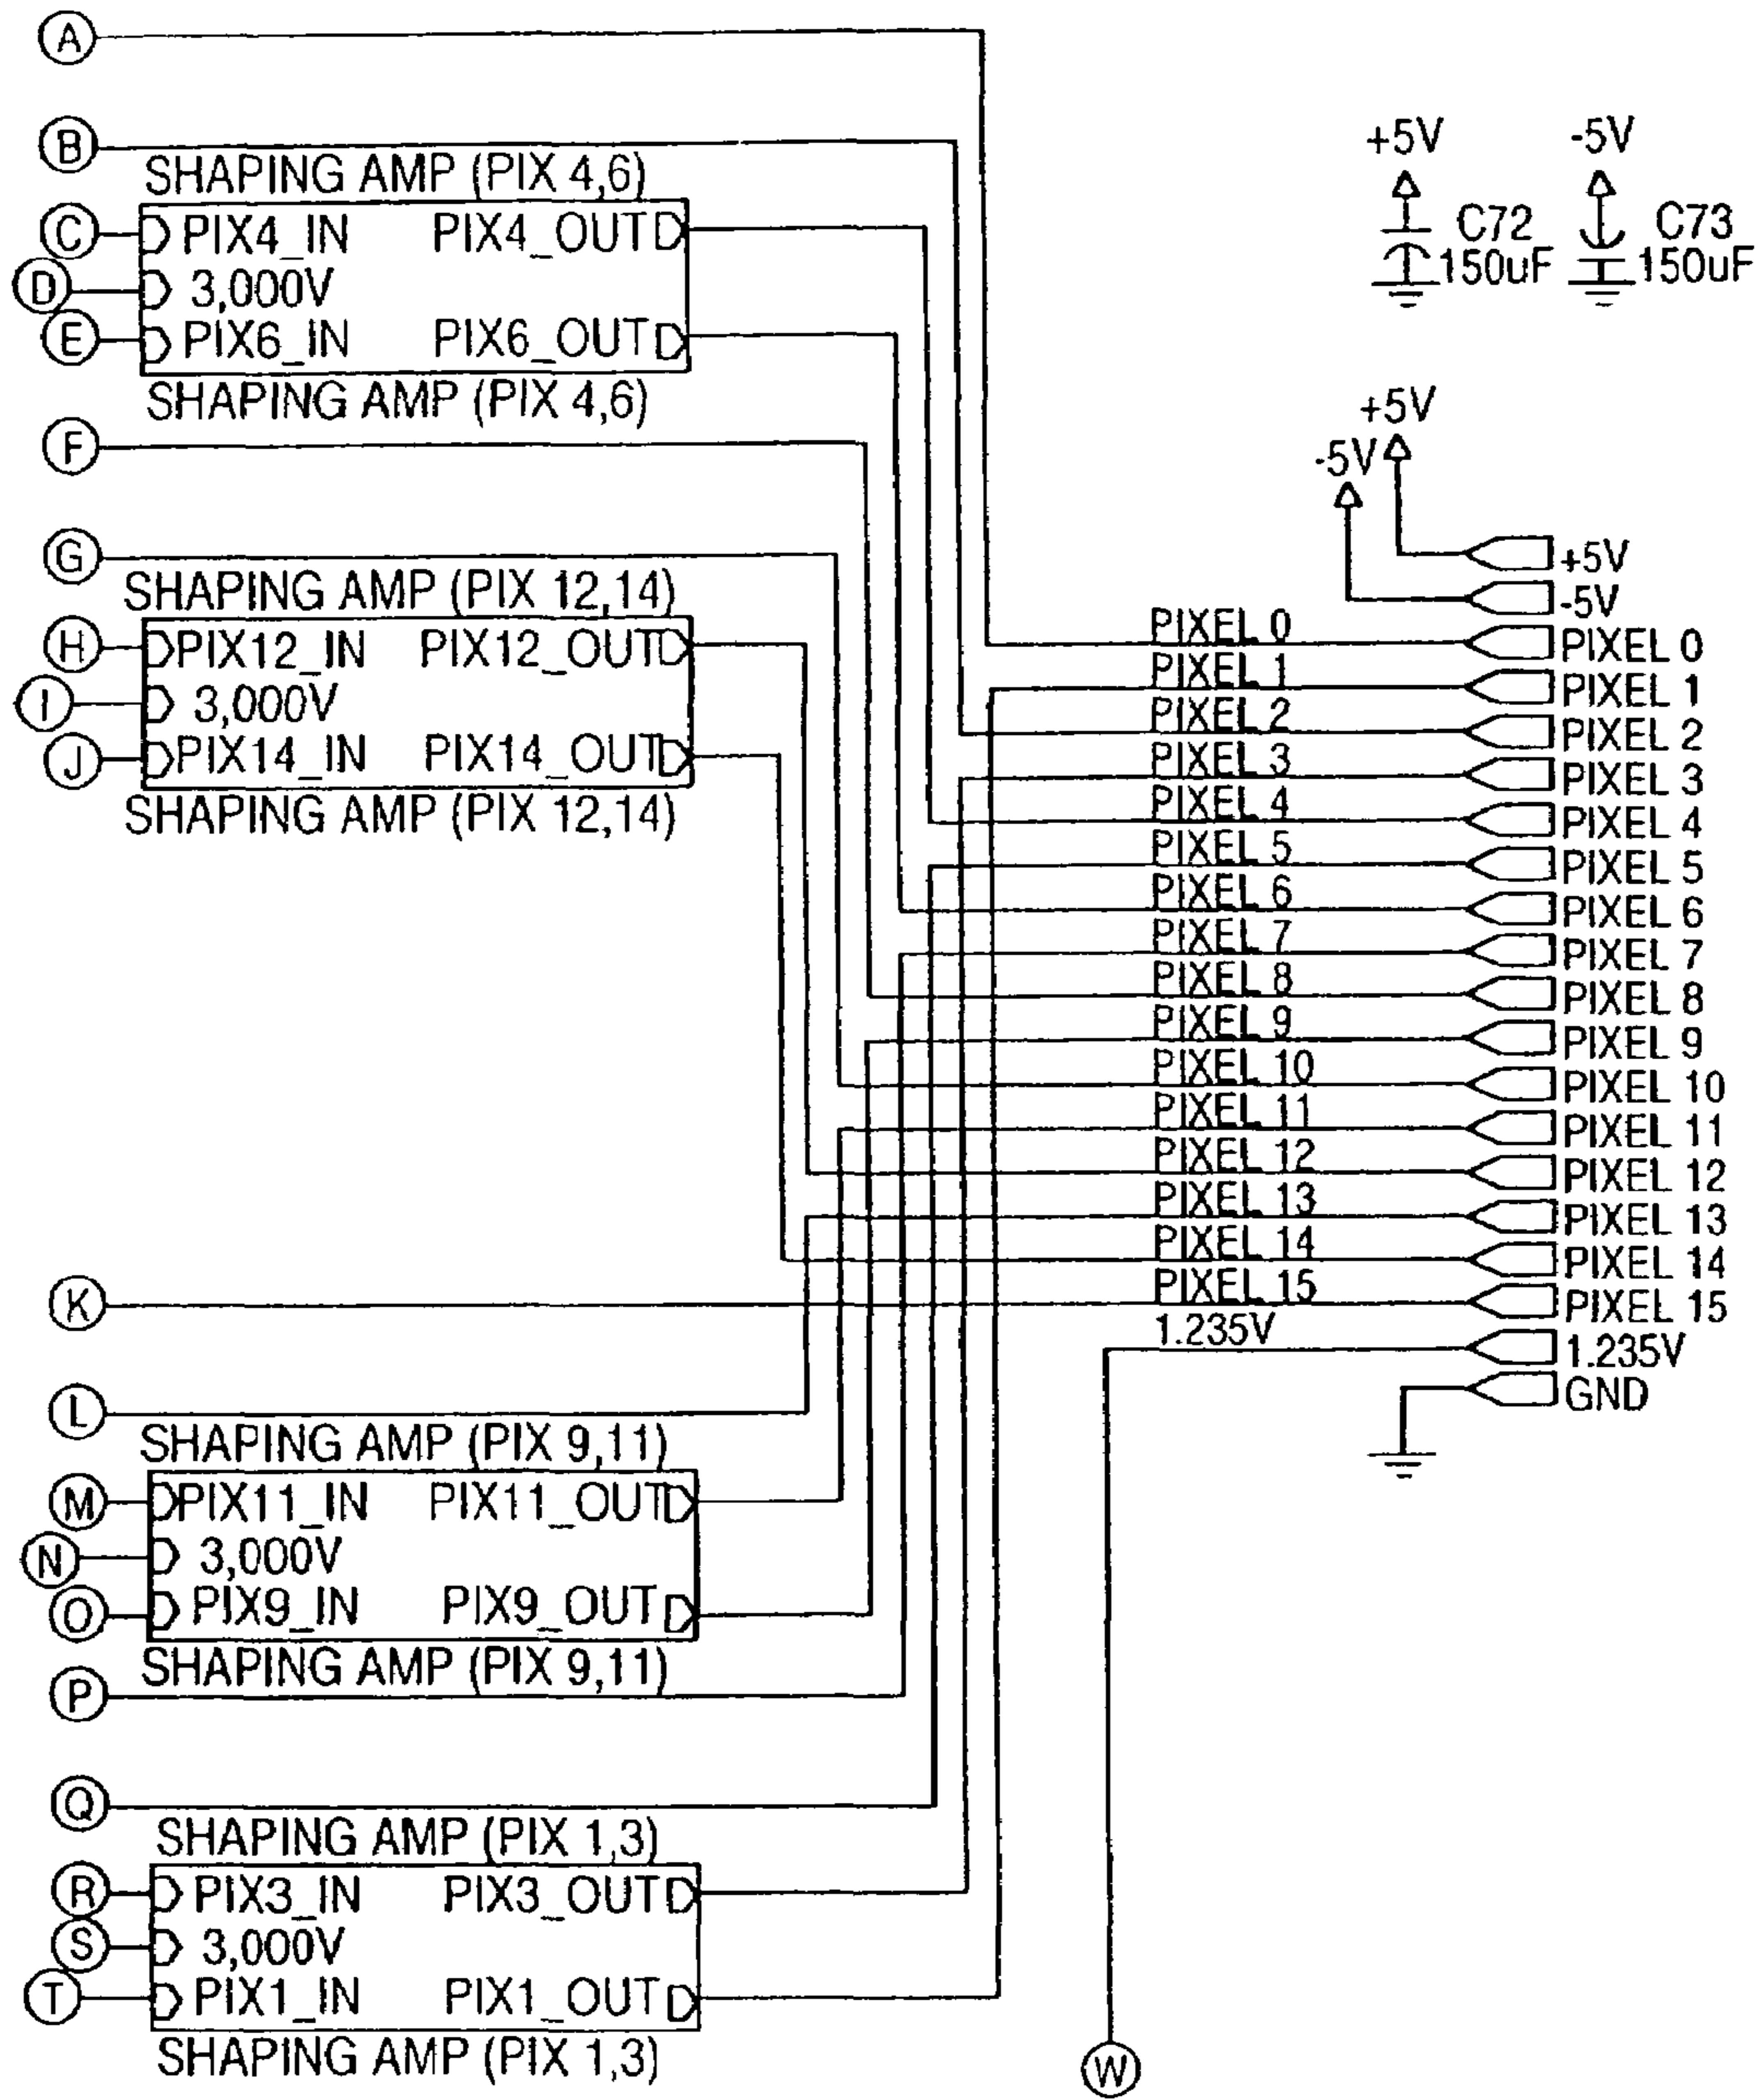 A
B
SHAPING AMP (PIX 4,6)
C PIX4_IN PIX4_OUT
D 3,000V
E PIX6_IN PIX6_OUT
SHAPING AMP (PIX 4,6)
F
G
SHAPING AMP (PIX 12,14)
H PIX12_IN PIX12_OUT
I 3,000V
J PIX14_IN PIX14_OUT
SHAPING AMP (PIX 12,14)
K
L
SHAPING AMP (PIX 9,11)
M PIX11_IN PIX11_OUT
N 3,000V
O PIX9_IN PIX9_OUT
SHAPING AMP (PIX 9,11)
P
Q
SHAPING AMP (PIX 1,3)
R PIX3_IN PIX3_OUT
S 3,000V
T PIX1_IN PIX1_OUT
SHAPING AMP (PIX 1,3)
+5V -5V
C72 C73
150uF 150uF
+5V
-5V
+5V
-5V
PIXEL 0 PIXEL 0
PIXEL 1 PIXEL 1
PIXEL 2 PIXEL 2
PIXEL 3 PIXEL 3
PIXEL 4 PIXEL 4
PIXEL 5 PIXEL 5
PIXEL 6 PIXEL 6
PIXEL 7 PIXEL 7
PIXEL 8 PIXEL 8
PIXEL 9 PIXEL 9
PIXEL 10 PIXEL 10
PIXEL 11 PIXEL 11
PIXEL 12 PIXEL 12
PIXEL 13 PIXEL 13
PIXEL 14 PIXEL 14
PIXEL 15 PIXEL 15
1.235V 1.235V
GND
W